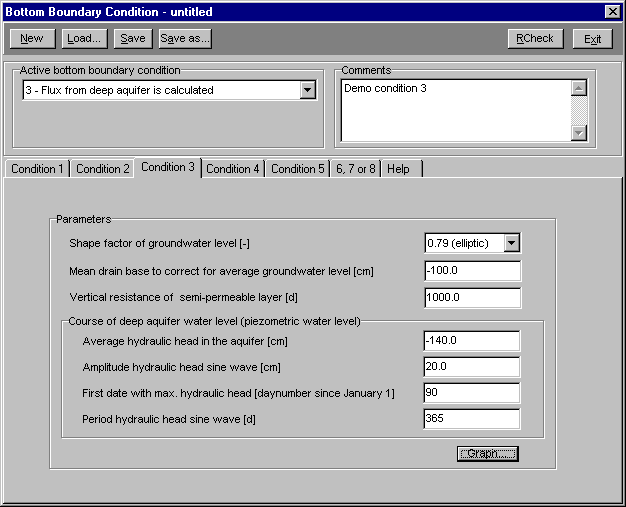 Bottom Boundary Condition - untitled
New Load... Save Save as... RCheck Exit
Active bottom boundary condition
3 - Flux from deep aquifer is calculated
Comments
Demo condition 3
Condition 1 Condition 2 Condition 3 Condition 4 Condition 5 6, 7 or 8 Help
Parameters
Shape factor of groundwater level [-] 0.79 (elliptic)
Mean drain base to correct for average groundwater level [cm] -100.0
Vertical resistance of semi-permeable layer [d] 1000.0
Course of deep aquifer water level (piezometric water level)
Average hydraulic head in the aquifer [cm] -140.0
Amplitude hydraulic head sine wave [cm] 20.0
First date with max. hydraulic head [daynumber since January 1] 90
Period hydraulic head sine wave [d] 365
Graph...